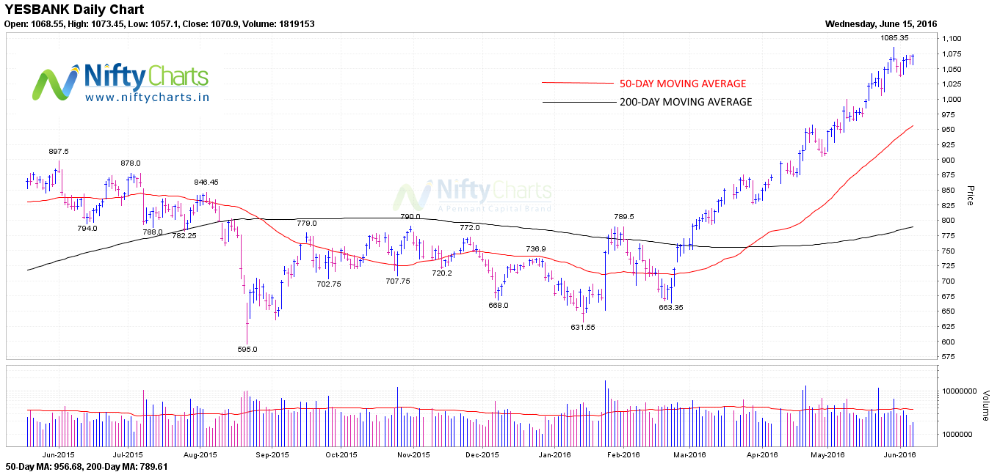 YESBANK Daily Chart
Open: 1068.55, High: 1073.45, Low: 1057.1, Close: 1070.9, Volume: 1819153
Wednesday, June 15, 2016
NiftyCharts
www.niftycharts.in
50-DAY MOVING AVERAGE
200-DAY MOVING AVERAGE
NiftyCharts
A Pennant Capital Brand
897.5
794.0
878.0
788.0
782.25
846.45
595.0
779.0
702.75
707.75
790.0
720.2
772.0
668.0
736.9
631.55
789.5
663.35
1085.35
1,100
1,075
1,050
1,025
1,000
975
950
925
900
875
850
825
800
775
750
725
700
675
650
625
600
575
Price
10000000
1000000
Volume
Jun-2015
Jul-2015
Aug-2015
Sep-2015
Oct-2015
Nov-2015
Dec-2015
Jan-2016
Feb-2016
Mar-2016
Apr-2016
May-2016
Jun-2016
50-Day MA: 956.68, 200-Day MA: 789.61